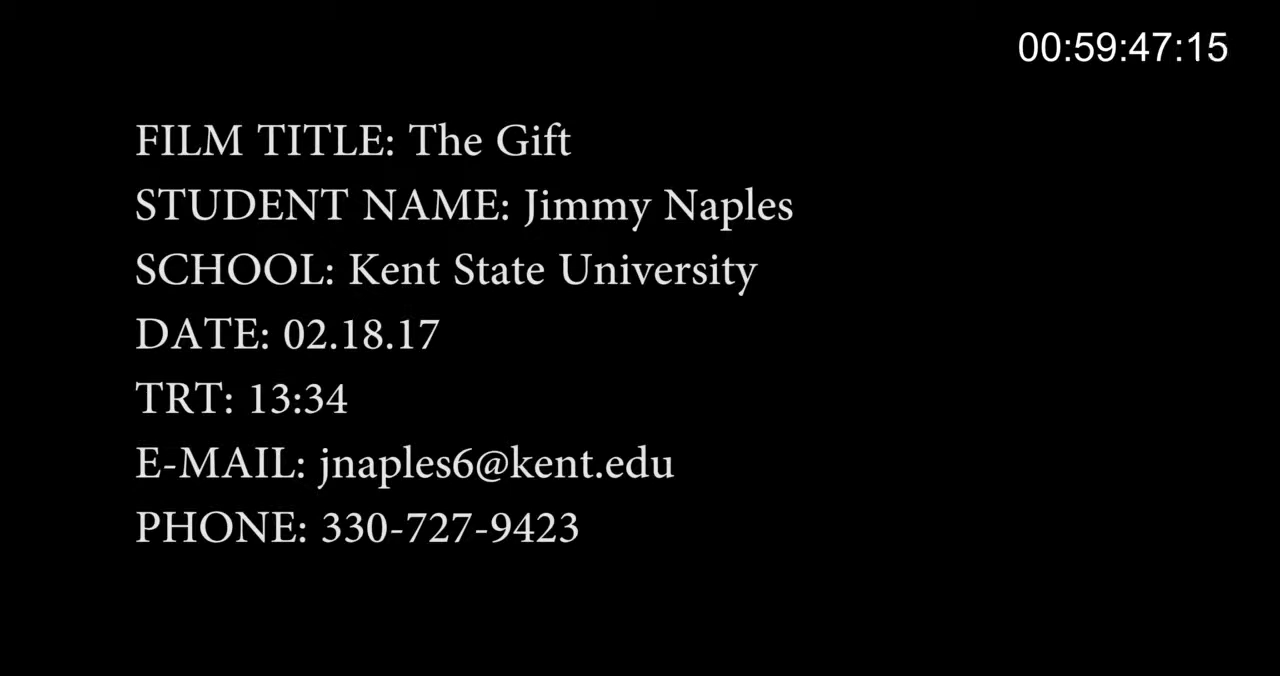 00:59:47:15
FILM TITLE: The Gift
STUDENT NAME: Jimmy Naples
SCHOOL: Kent State University
DATE: 02.18.17
TRT: 13:34
E-MAIL: jnaples6@kent.edu
PHONE: 330-727-9423